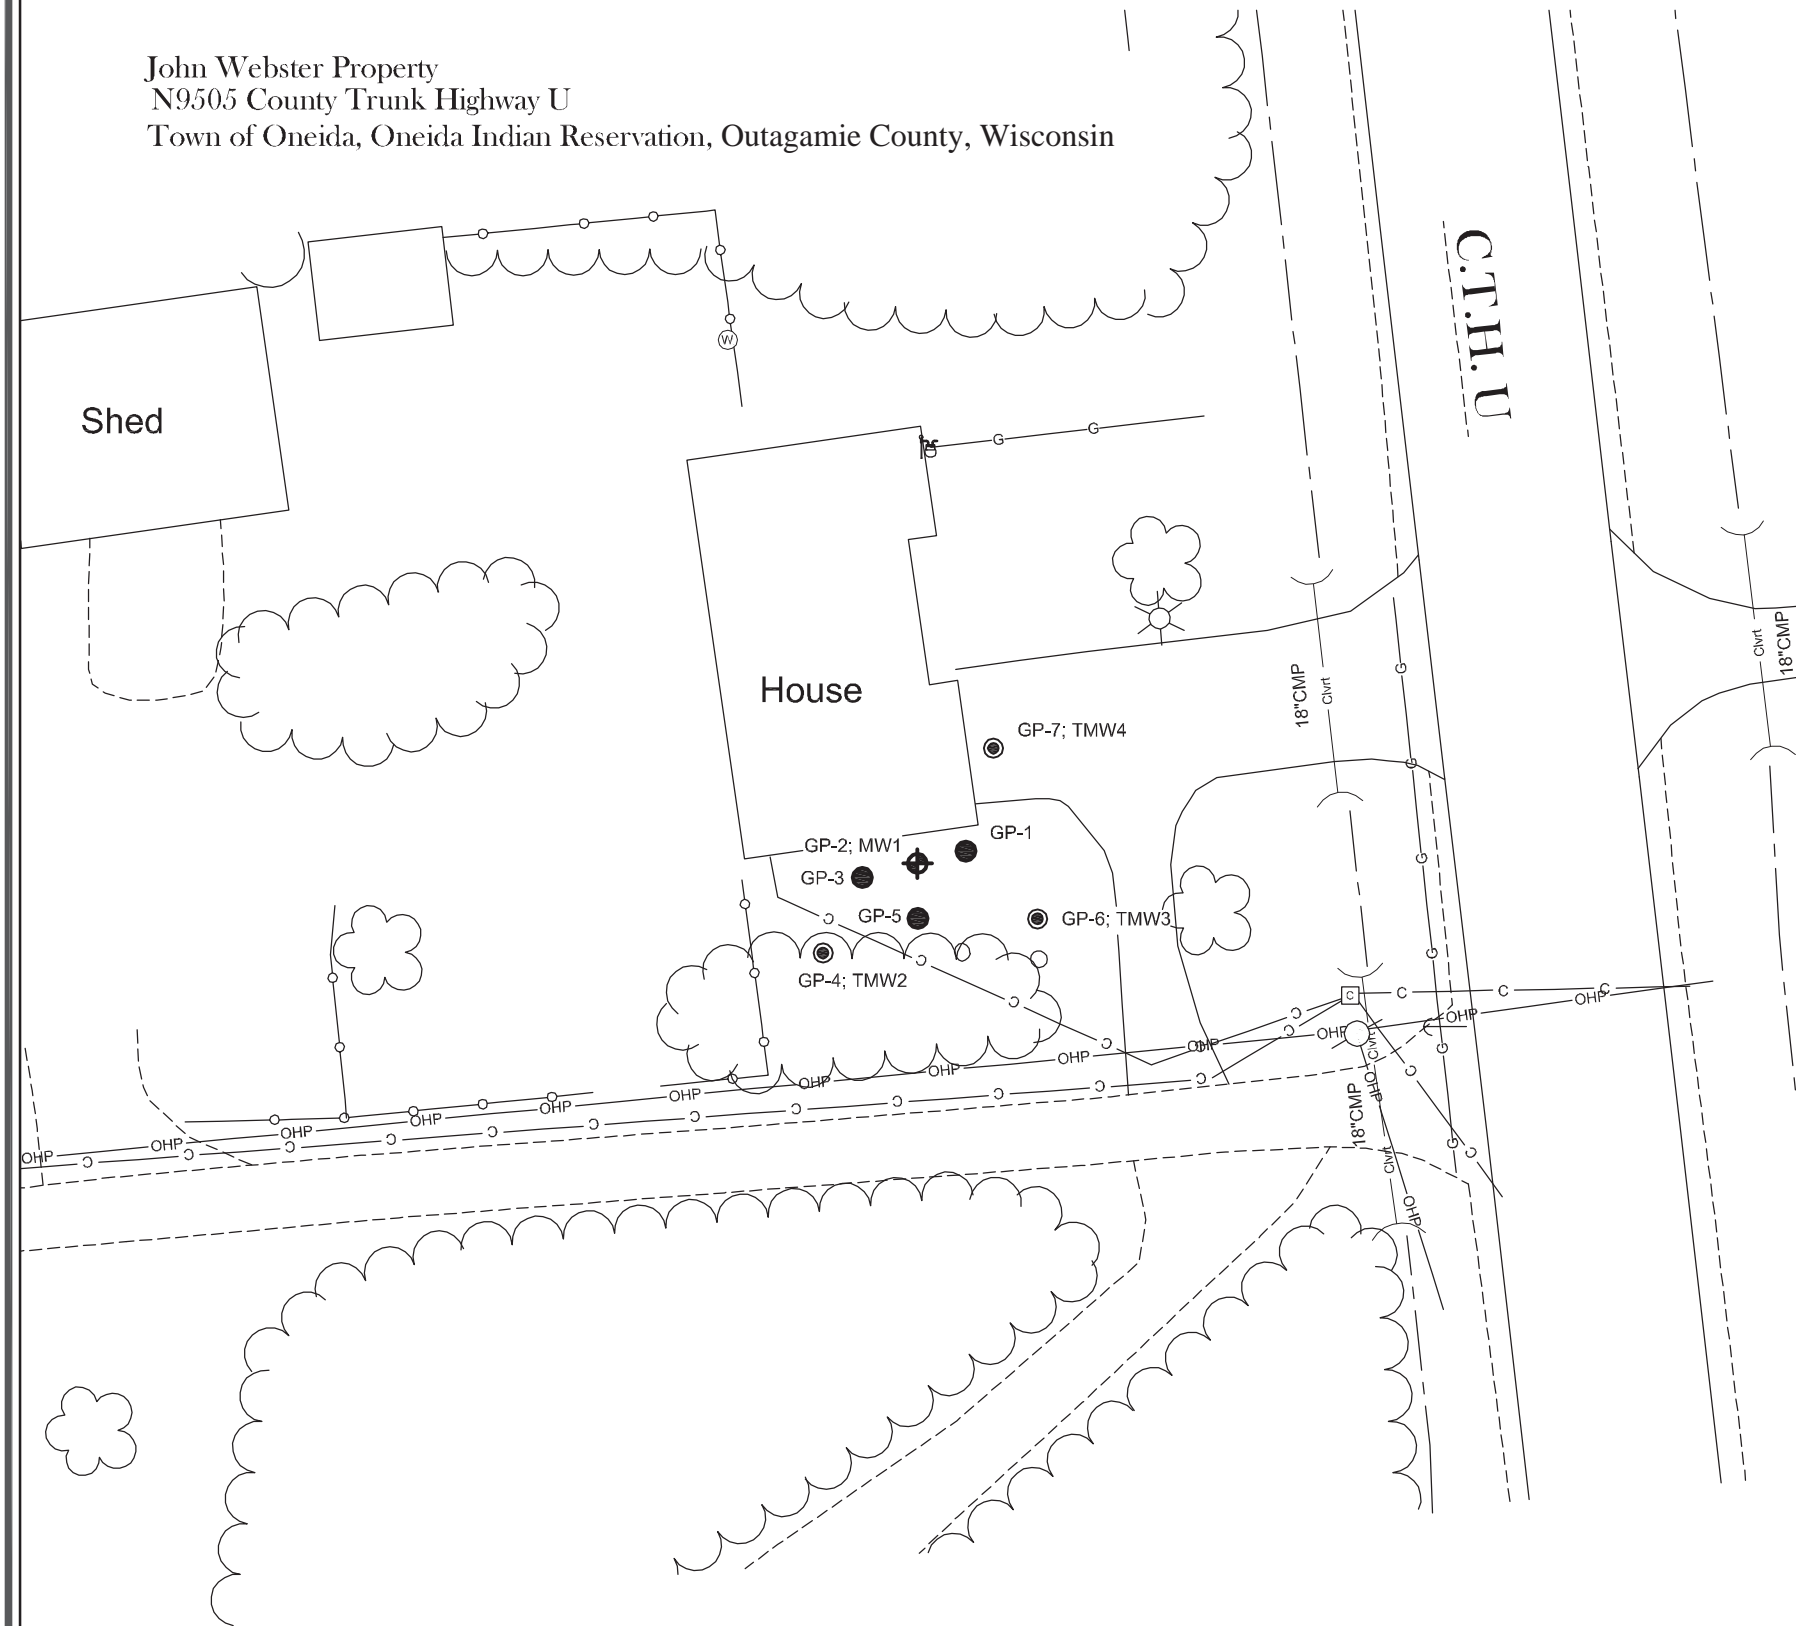 John Webster Property
N9505 County Trunk Highway U
Town of Oneida, Oneida Indian Reservation, Outagamie County, Wisconsin
C.T.H. U
W
Shed
G
G
House
18"CMP
Clvrt
Clvrt
18"CMP
G
GP-7; TMW4
G
GP-1
GP-2; MW1
GP-3
G
GP-5
GP-6; TMW3
C
C
G
GP-4; TMW2
C
C
C
C
C
C
OHP
C
C
OHP
OHP
Clvrt
C
OHP
C
OHP
G
OHP
OHP
OHP
C
OHP
18"CMP
C
C
C
C
C
C
C
OHP
OHP
OHP
OHP
OHP
OHP
C
C
C
C
C
G
C
Clvrt
OHP